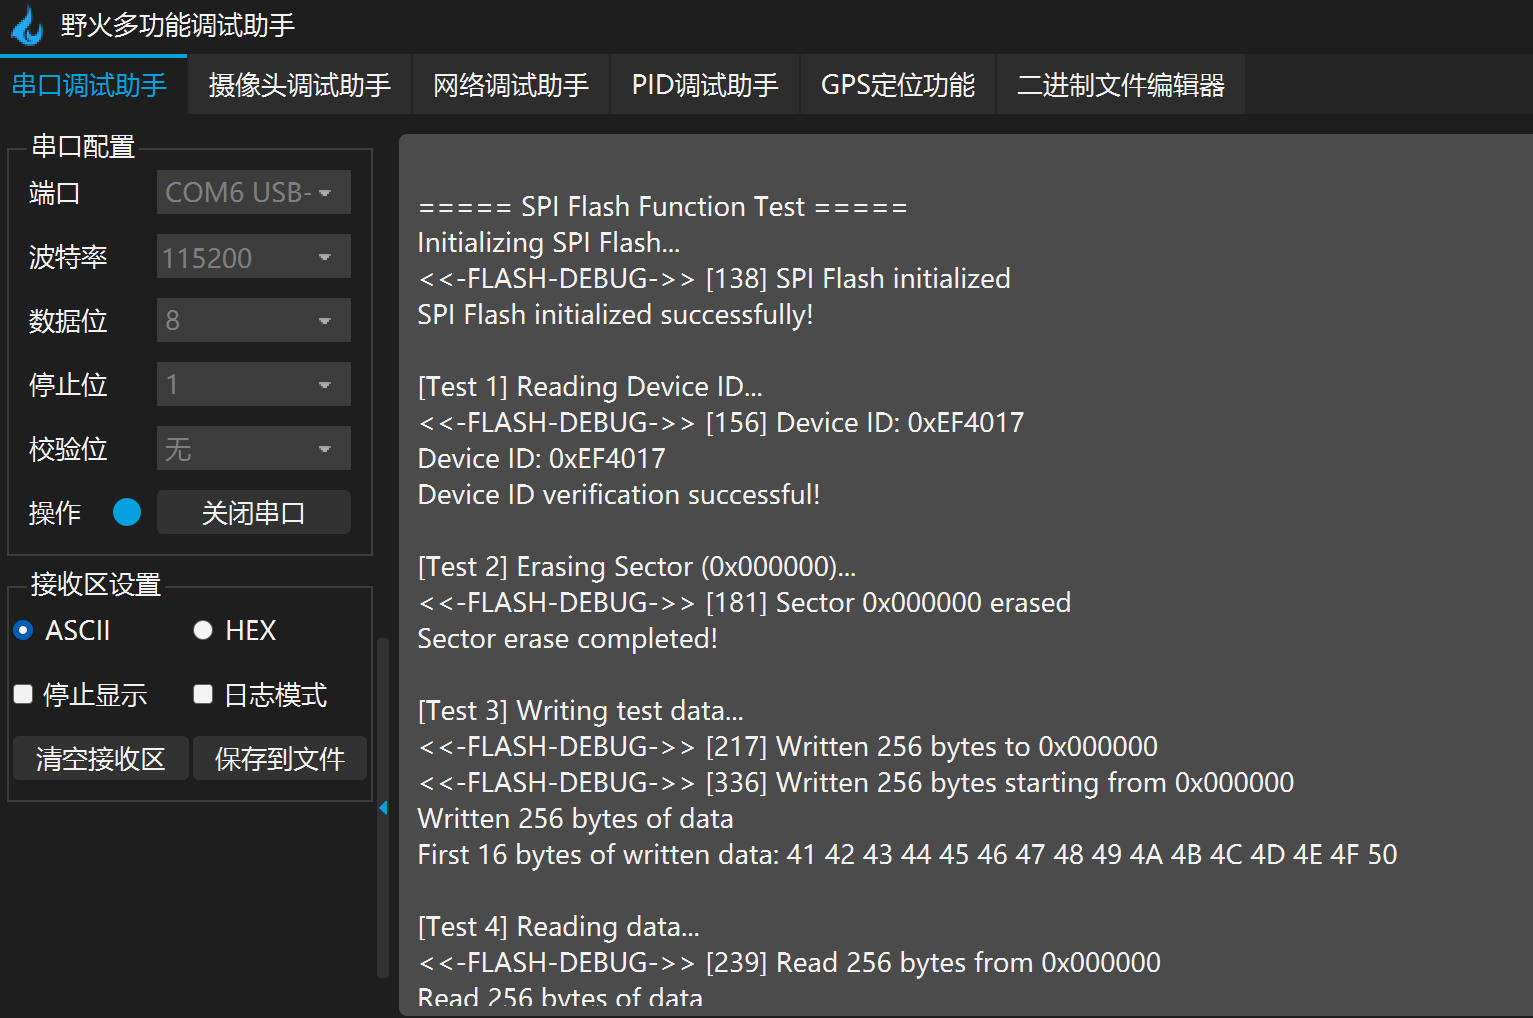 野火多功能调试助手
串口调试助手 摄像头调试助手 网络调试助手 PID调试助手 GPS定位功能 二进制文件编辑器
串口配置
端口 COM6 USB-
波特率 115200
数据位 8
停止位 1
校验位 无
操作 关闭串口
接收区设置
ASCII HEX
停止显示 日志模式
清空接收区 保存到文件
===== SPI Flash Function Test =====
Initializing SPI Flash...
<<-FLASH-DEBUG->> [138] SPI Flash initialized
SPI Flash initialized successfully!
[Test 1] Reading Device ID...
<<-FLASH-DEBUG->> [156] Device ID: 0xEF4017
Device ID: 0xEF4017
Device ID verification successful!
[Test 2] Erasing Sector (0x000000)...
<<-FLASH-DEBUG->> [181] Sector 0x000000 erased
Sector erase completed!
[Test 3] Writing test data...
<<-FLASH-DEBUG->> [217] Written 256 bytes to 0x000000
<<-FLASH-DEBUG->> [336] Written 256 bytes starting from 0x000000
Written 256 bytes of data
First 16 bytes of written data: 41 42 43 44 45 46 47 48 49 4A 4B 4C 4D 4E 4F 50
[Test 4] Reading data...
<<-FLASH-DEBUG->> [239] Read 256 bytes from 0x000000
Read 256 bytes of data